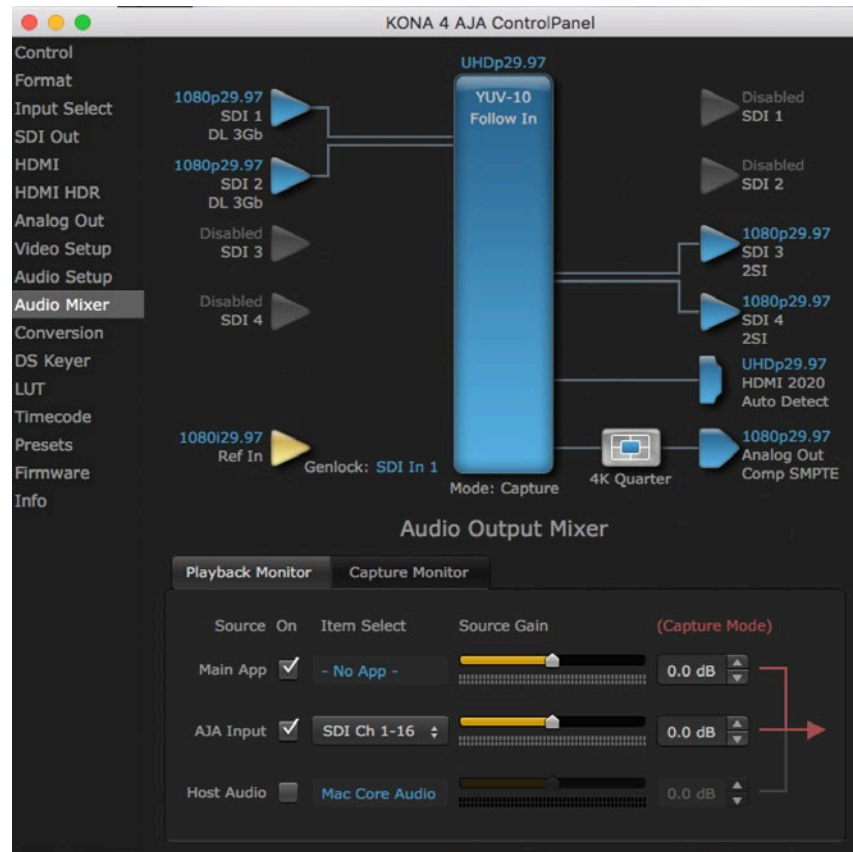 KONA 4 AJA ControlPanel
Control
Format
Input Select
SDI Out
HDMI
HDMI HDR
Analog Out
Video Setup
Audio Setup
Audio Mixer
Conversion
DS Keyer
LUT
Timecode
Presets
Firmware
Info
1080p29.97
SDI 1
DL 3Gb
1080p29.97
SDI 2
DL 3Gb
Disabled
SDI 3
Disabled
SDI 4
1080i29.97
Ref In
Genlock: SDI In 1
UHDp29.97
YUV-10
Follow In
Mode: Capture
Disabled
SDI 1
Disabled
SDI 2
1080p29.97
SDI 3
2SI
1080p29.97
SDI 4
2SI
UHDp29.97
HDMI 2020
Auto Detect
4K Quarter
1080p29.97
Analog Out
Comp SMPTE
Audio Output Mixer
Playback Monitor Capture Monitor
Source On Item Select Source Gain (Capture Mode)
Main App - No App - 0.0 dB
AJA Input SDI Ch 1-16 0.0 dB
Host Audio Mac Core Audio 0.0 dB